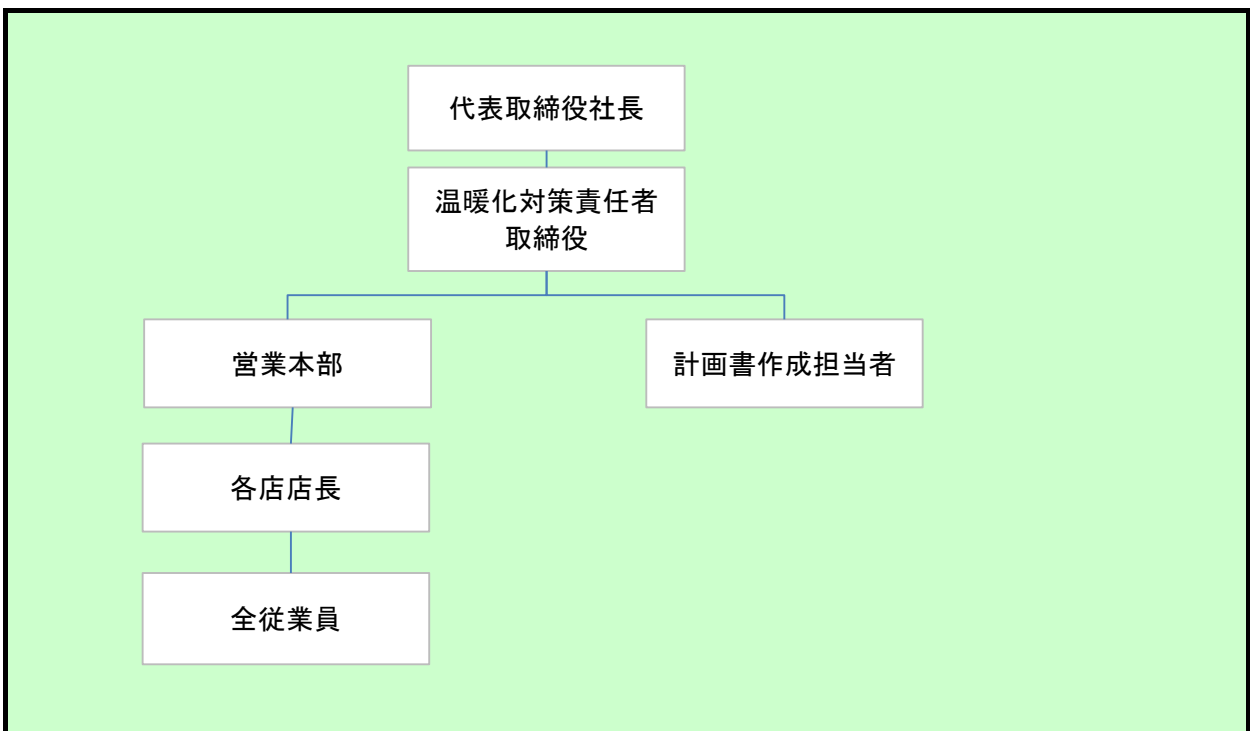 代表取締役社長
温暖化対策責任者
取締役
営業本部
計画書作成担当者
各店店長
全従業員